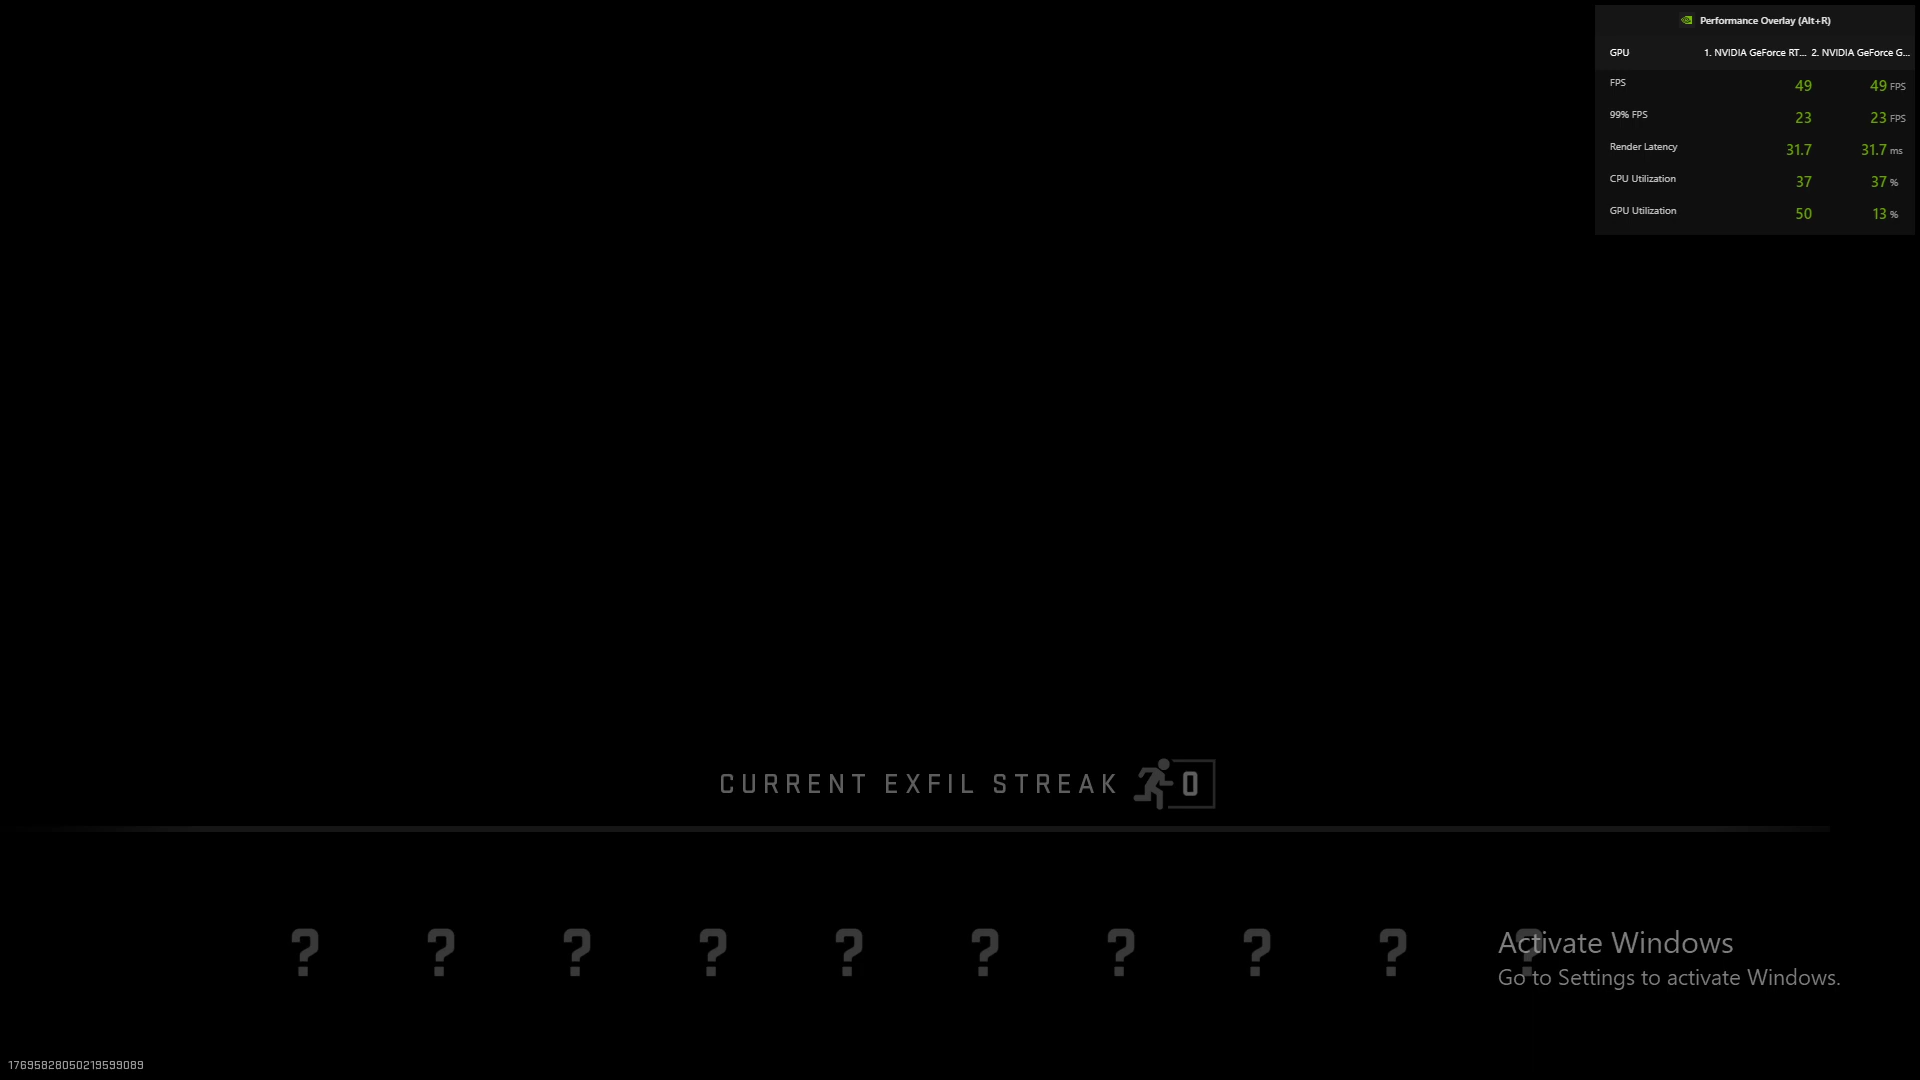 Performance Overlay (Alt+R)
GPU 1. NVIDIA GeForce RT... 2. NVIDIA GeForce G...
FPS 49 49 FPS
99% FPS 23 23 FPS
Render Latency 31.7 31.7 ms
CPU Utilization 37 37 %
GPU Utilization 50 13 %
CURRENT EXFIL STREAK 0
? ? ? ? ? ? ? ? ? ?
Activate Windows
Go to Settings to activate Windows.
17695828050219599089